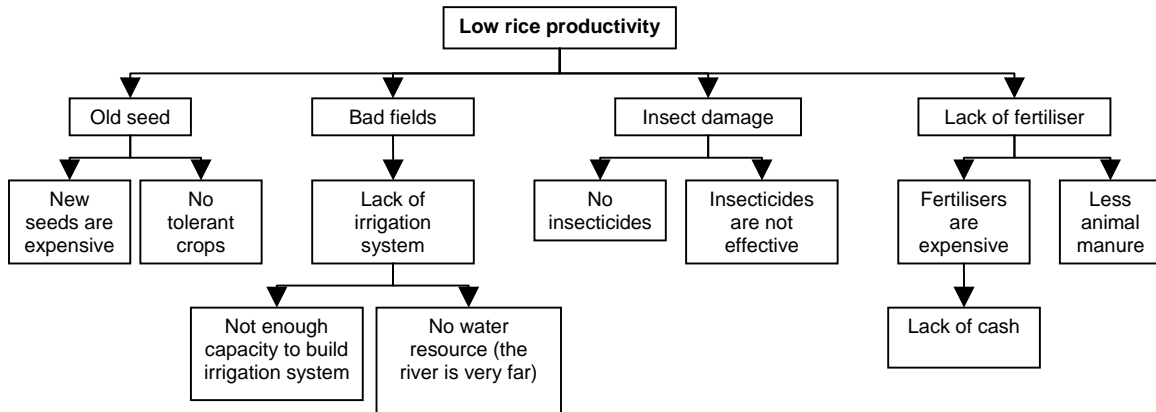 Low rice productivity
Old seed
Bad fields
Insect damage
Lack of fertiliser
New
seeds are
expensive
No
tolerant
crops
Lack of
irrigation
system
No
insecticides
Insecticides
are not
effective
Fertilisers
are
expensive
Less
animal
manure
Not enough
capacity to build
irrigation system
No water
resource (the
river is very far)
Lack of cash